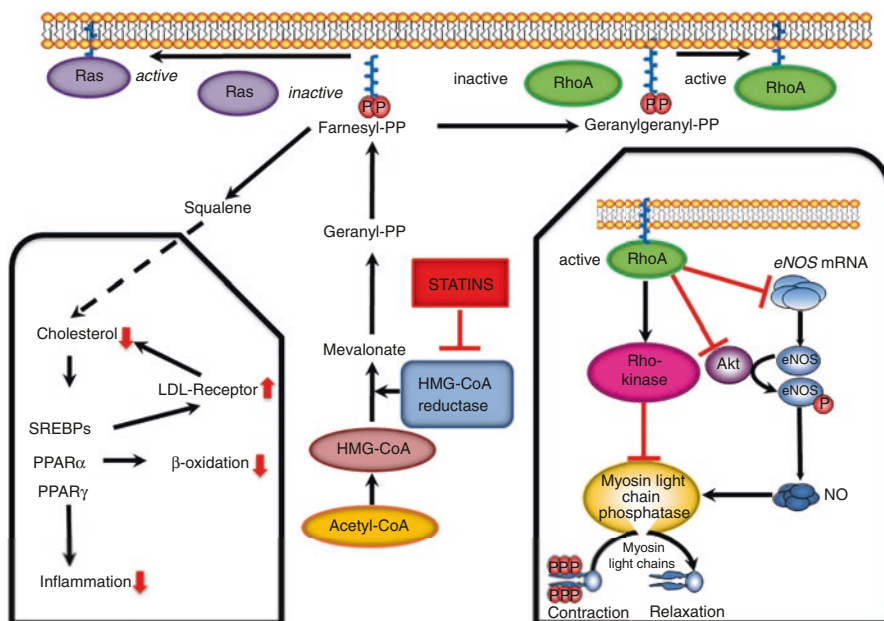 Ras
active
Ras
inactive
PP
Farnesyl-PP
inactive
RhoA
PP
Geranylgeranyl-PP
active
RhoA
Squalene
Geranyl-PP
STATINS
Mevalonate
HMG-CoA
reductase
HMG-CoA
Acetyl-CoA
Cholesterol
LDL-Receptor
SREBPs
PPARα
β-oxidation
PPARγ
Inflammation
active
RhoA
eNOS mRNA
Rho-
kinase
Akt
eNOS
eNOS
P
Myosin light
chain
phosphatase
NO
Myosin
light chains
PPP
PPP
Contraction
Relaxation